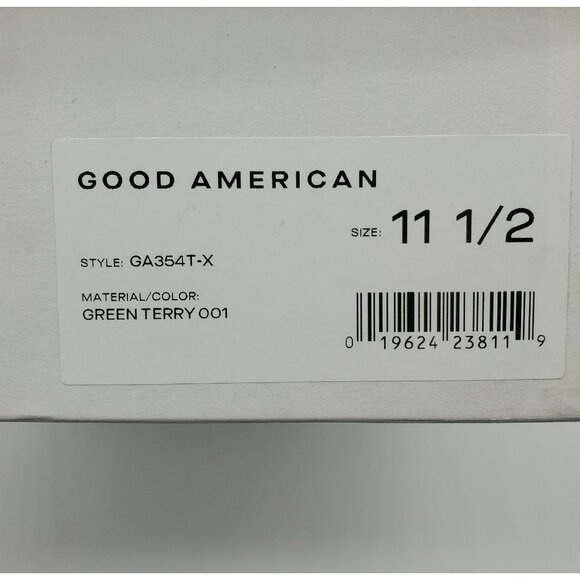 GOOD AMERICAN
SIZE: 11 1/2
STYLE: GA354T-X
MATERIAL/COLOR:
GREEN TERRY 001
0 19624 23811 9